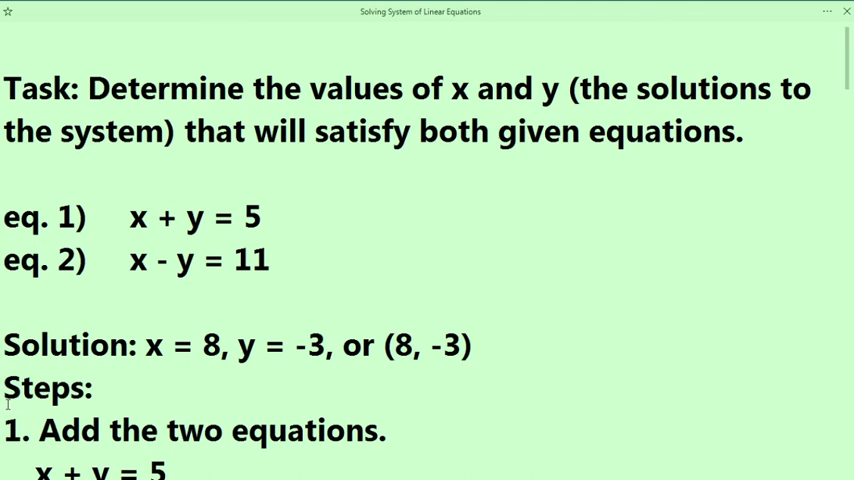 Solving System of Linear Equations
Task: Determine the values of x and y (the solutions to
the system) that will satisfy both given equations.
eq. 1) x + y = 5
eq. 2) x - y = 11
Solution: x = 8, y = -3, or (8, -3)
Steps:
1. Add the two equations.
x + y = 5